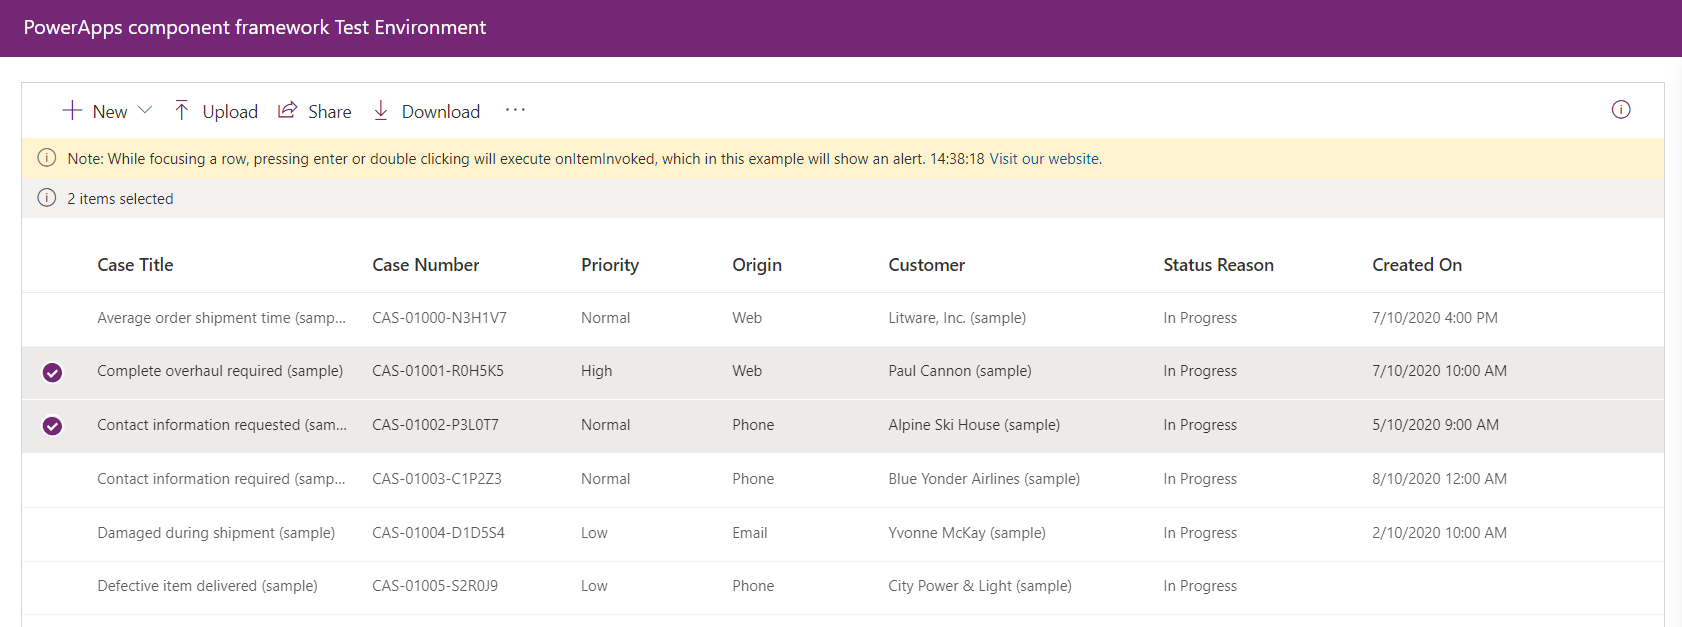 PowerApps component framework Test Environment
New Upload Share Download ...
Note: While focusing a row, pressing enter or double clicking will execute onItemInvoked, which in this example will show an alert. 14:38:18 Visit our website.
2 items selected
Case Title Case Number Priority Origin Customer Status Reason Created On
Average order shipment time (samp... CAS-01000-N3H1V7 Normal Web Litware, Inc. (sample) In Progress 7/10/2020 4:00 PM
Complete overhaul required (sample) CAS-01001-R0H5K5 High Web Paul Cannon (sample) In Progress 7/10/2020 10:00 AM
Contact information requested (sam... CAS-01002-P3L0T7 Normal Phone Alpine Ski House (sample) In Progress 5/10/2020 9:00 AM
Contact information required (samp... CAS-01003-C1P2Z3 Normal Phone Blue Yonder Airlines (sample) In Progress 8/10/2020 12:00 AM
Damaged during shipment (sample) CAS-01004-D1D5S4 Low Email Yvonne McKay (sample) In Progress 2/10/2020 10:00 AM
Defective item delivered (sample) CAS-01005-S2R0J9 Low Phone City Power & Light (sample) In Progress